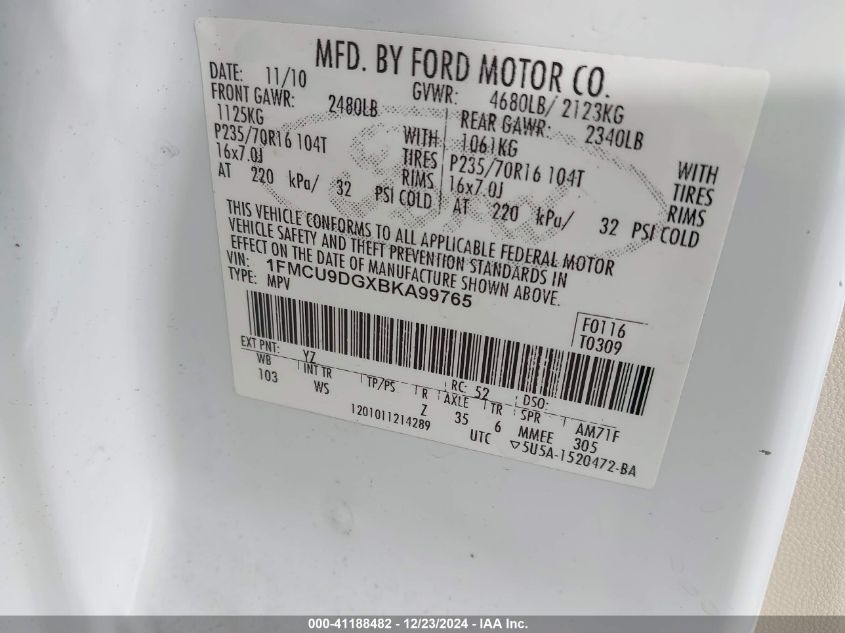 MFD. BY FORD MOTOR CO.
DATE: 11/10 GVWR: 4680LB/ 2123KG
FRONT GAWR: 2480LB REAR GAWR: 2340LB
1125KG WITH 1061KG WITH
P235/70R16 104T TIRES P235/70R16 104T TIRES
16x7.0J RIMS 16x7.0J RIMS
AT 220 kPa/ 32 PSI COLD AT 220 kPa/ 32 PSI COLD
THIS VEHICLE CONFORMS TO ALL APPLICABLE FEDERAL MOTOR
VEHICLE SAFETY AND THEFT PREVENTION STANDARDS IN
EFFECT ON THE DATE OF MANUFACTURE SHOWN ABOVE.
VIN: 1FMCU9DGXBKA99765
TYPE: MPV
F0116
T0309
EXT PNT: YZ RC: 52 DSO:
WB INT TR TP/PS R AXLE TR SPR AM71F
103 WS Z 35 6 MMEE 305
1201011214289 UTC ▽5U5A-1520472-BA
000-41188482 - 12/23/2024 - IAA Inc.